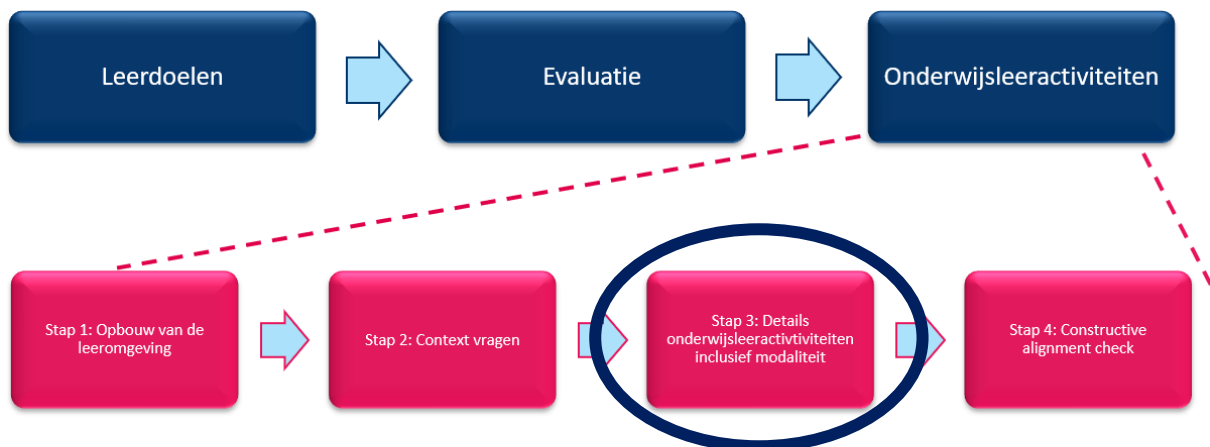 Leerdoelen
Evaluatie
Onderwijsleeractiviteiten
Stap 1: Opbouw van de
leeromgeving
Stap 2: Context vragen
Stap 3: Details
onderwijsleeractivtiviteiten
inclusief modaliteit
Stap 4: Constructive
alignment check